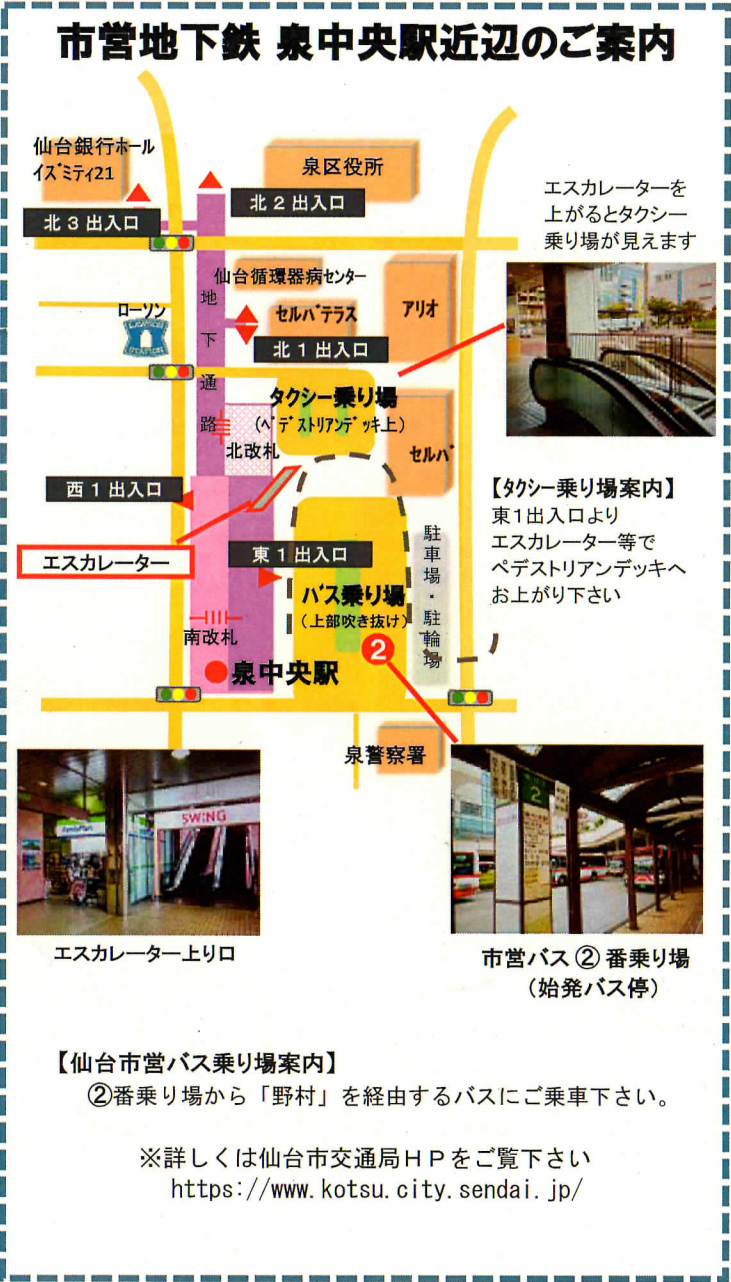 市営地下鉄 泉中央駅近辺のご案内
仙台銀行ホール
イズミティ21
泉区役所
北2出入口
北3出入口
エスカレーターを
上がるとタクシー
乗り場が見えます
仙台循環器病センター
地下通路
ローソン
セルバテラス
アリオ
北1出入口
タクシー乗り場
(ペデストリアンデッキ上)
北改札
セルバ
西1出入口
【タクシー乗り場案内】
東1出入口より
エスカレーター等で
ペデストリアンデッキへ
お上がり下さい
エスカレーター
東1出入口
駐車場・駐輪場
バス乗り場
(上部吹き抜け)
南改札
2
泉中央駅
泉警察署
FamilyMart
SWING
2
エスカレーター上り口
市営バス②番乗り場
(始発バス停)
【仙台市営バス乗り場案内】
②番乗り場から「野村」を経由するバスにご乗車下さい。
※詳しくは仙台市交通局HPをご覧下さい
https://www.kotsu.city.sendai.jp/